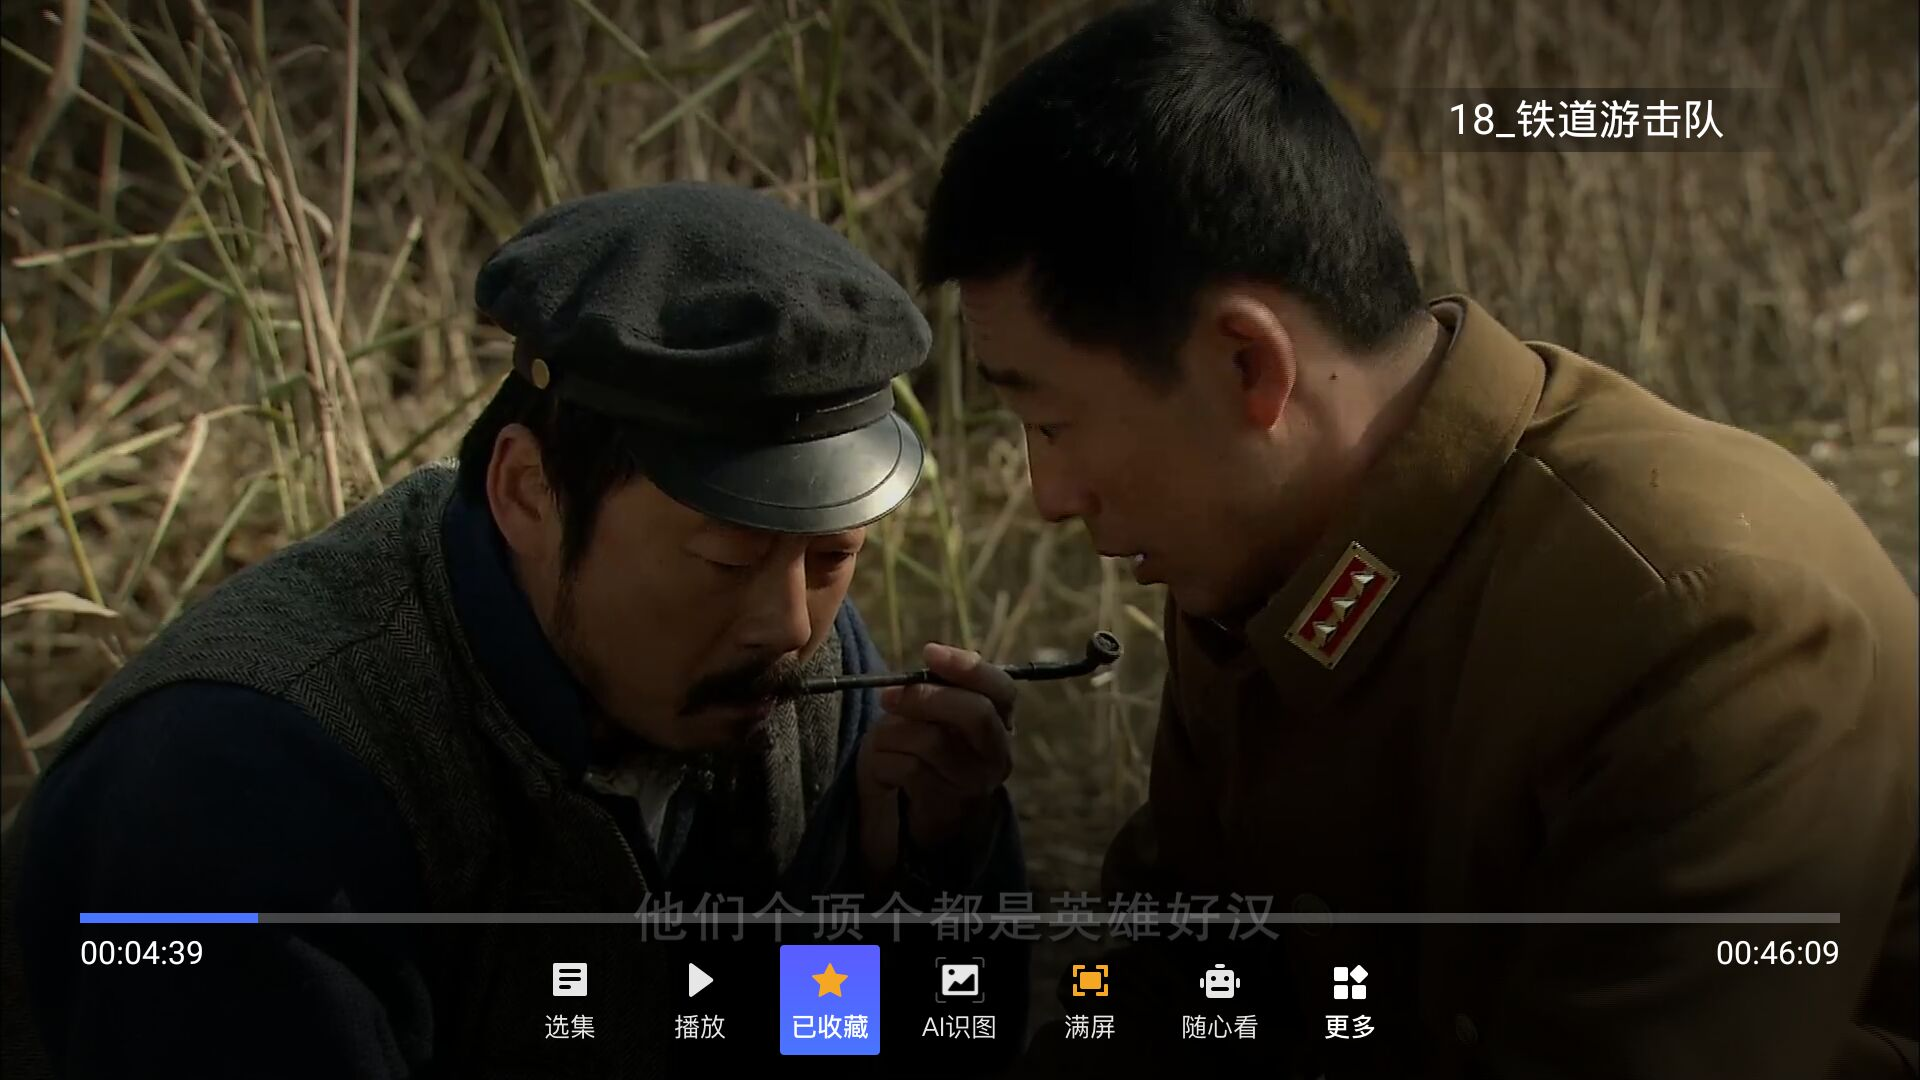 18_铁道游击队
他们个顶个都是英雄好汉
00:04:39
00:46:09
选集
播放
已收藏
AI识图
满屏
随心看
更多